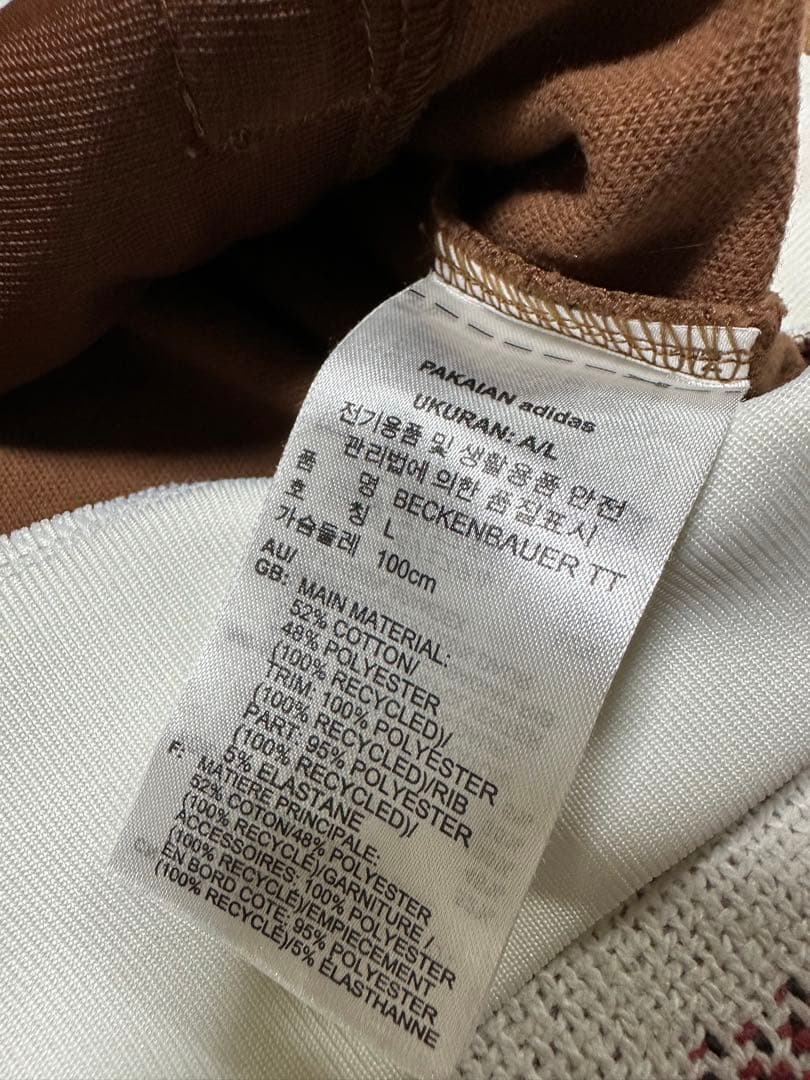 PAKAIAN adidas
UKURAN: A/L
전기용품 및 생활용품 안전
관리법에 의한 품질표시
품 명 BECKENBAUER TT
호 칭 L
가슴둘레 100cm
AU/
GB: MAIN MATERIAL:
52% COTTON/
48% POLYESTER
(100% RECYCLED)/
TRIM: 100% POLYESTER
(100% RECYCLED)/RIB
PART: 95% POLYESTER
(100% RECYCLED)/
5% ELASTANE
F: MATIERE PRINCIPALE:
52% COTON/48% POLYESTER
(100% RECYCLÉ)/GARNITURE /
ACCESSOIRES: 100% POLYESTER
(100% RECYCLÉ)/EMPIECEMENT
EN BORD COTE: 95% POLYESTER
(100% RECYCLÉ)/5% ÉLASTHANNE